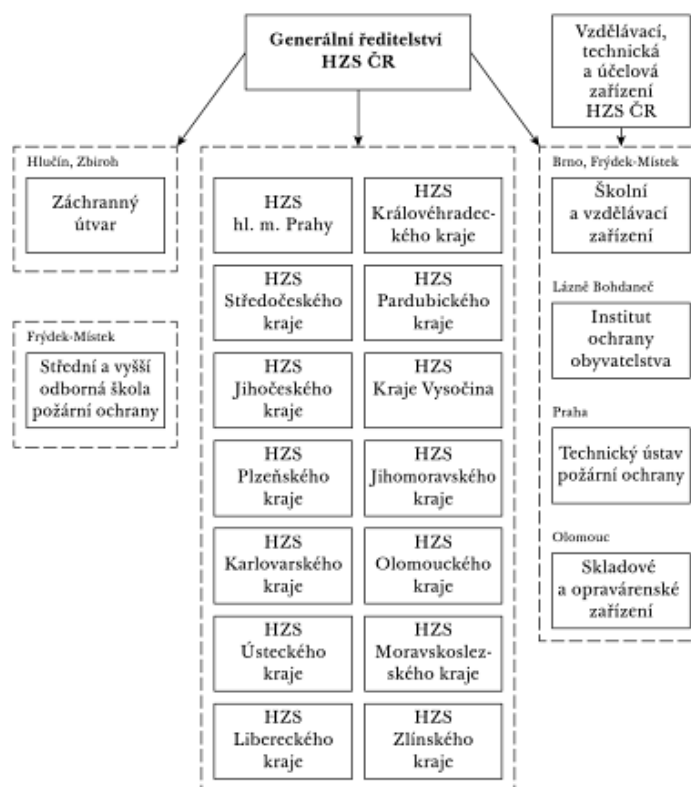 Generální ředitelství
HZS ČR
Vzdělávací,
technická
a účelová
zařízení
HZS ČR
Hlučín, Zbiroh
Záchranný
útvar
Frýdek-Místek
Střední a vyšší
odborná škola
požární ochrany
HZS
hl. m. Prahy
HZS
Královéhradec-
kého kraje
HZS
Středočeského
kraje
HZS
Pardubického
kraje
HZS
Jihočeského
kraje
HZS
Kraje Vysočina
HZS
Plzeňského
kraje
HZS
Jihomoravského
kraje
HZS
Karlovarského
kraje
HZS
Olomouckého
kraje
HZS
Ústeckého
kraje
HZS
Moravskoslez-
ského kraje
HZS
Libereckého
kraje
HZS
Zlínského
kraje
Brno, Frýdek-Místek
Školní
a vzdělávací
zařízení
Lázně Bohdaneč
Institut
ochrany
obyvatelstva
Praha
Technický ústav
požární ochrany
Olomouc
Skladové
a opravárenské
zařízení